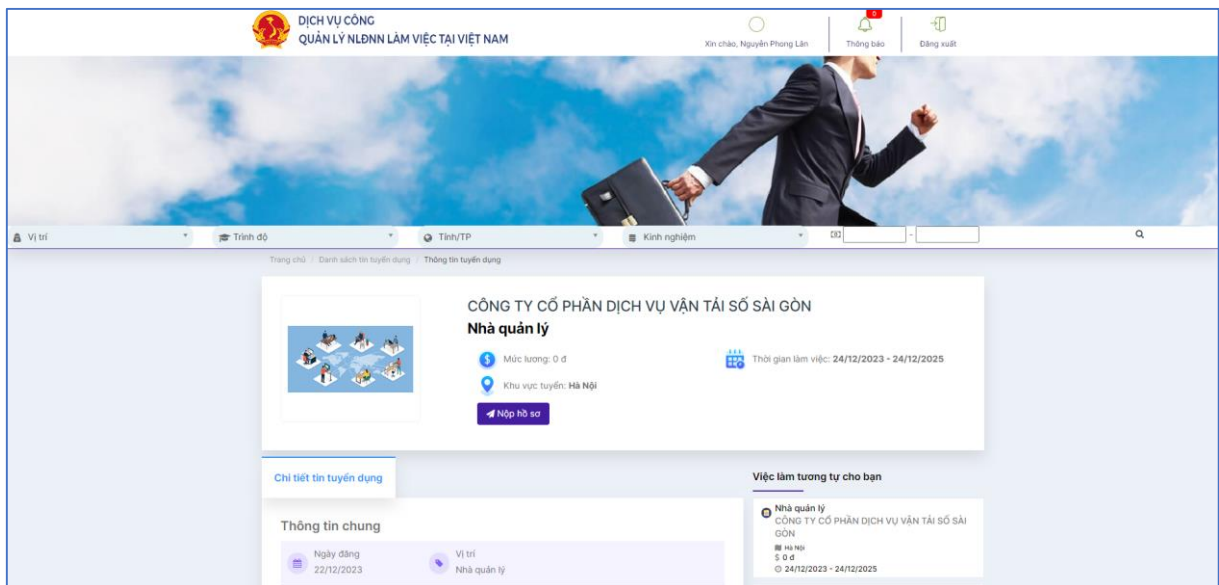 DỊCH VỤ CÔNG
QUẢN LÝ NLĐNN LÀM VIỆC TẠI VIỆT NAM
Xin chào, Nguyễn Phong Lân
0
Thông báo
Đăng xuất
Vị trí
Trình độ
Tỉnh/TP
Kinh nghiệm
-
Trang chủ / Danh sách tin tuyển dụng / Thông tin tuyển dụng
CÔNG TY CỔ PHẦN DỊCH VỤ VẬN TẢI SỐ SÀI GÒN
Nhà quản lý
Mức lương: 0 đ
Thời gian làm việc: 24/12/2023 - 24/12/2025
Khu vực tuyển: Hà Nội
Nộp hồ sơ
Chi tiết tin tuyển dụng
Thông tin chung
Ngày đăng
22/12/2023
Vị trí
Nhà quản lý
Việc làm tương tự cho bạn
Nhà quản lý
CÔNG TY CỔ PHẦN DỊCH VỤ VẬN TẢI SỐ SÀI
GÒN
Hà Nội
$ 0 đ
24/12/2023 - 24/12/2025